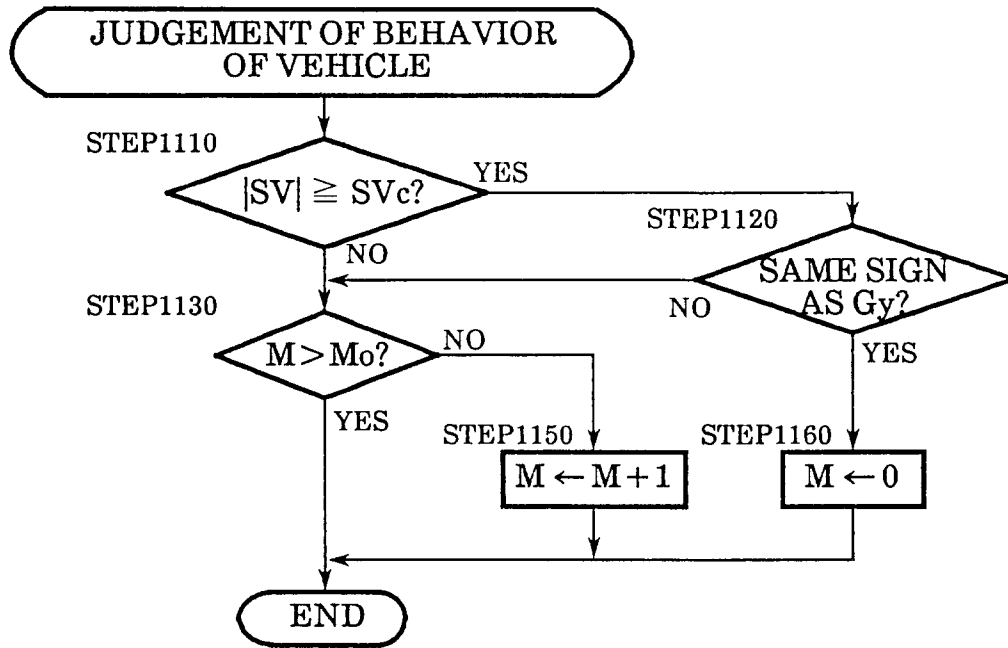 JUDGEMENT OF BEHAVIOR
OF VEHICLE
STEP1110
|SV| ≧ SVc?
YES
NO
STEP1120
SAME SIGN
AS Gy?
NO
YES
STEP1130
M > Mo?
NO
YES
STEP1150
M ← M + 1
STEP1160
M ← 0
END